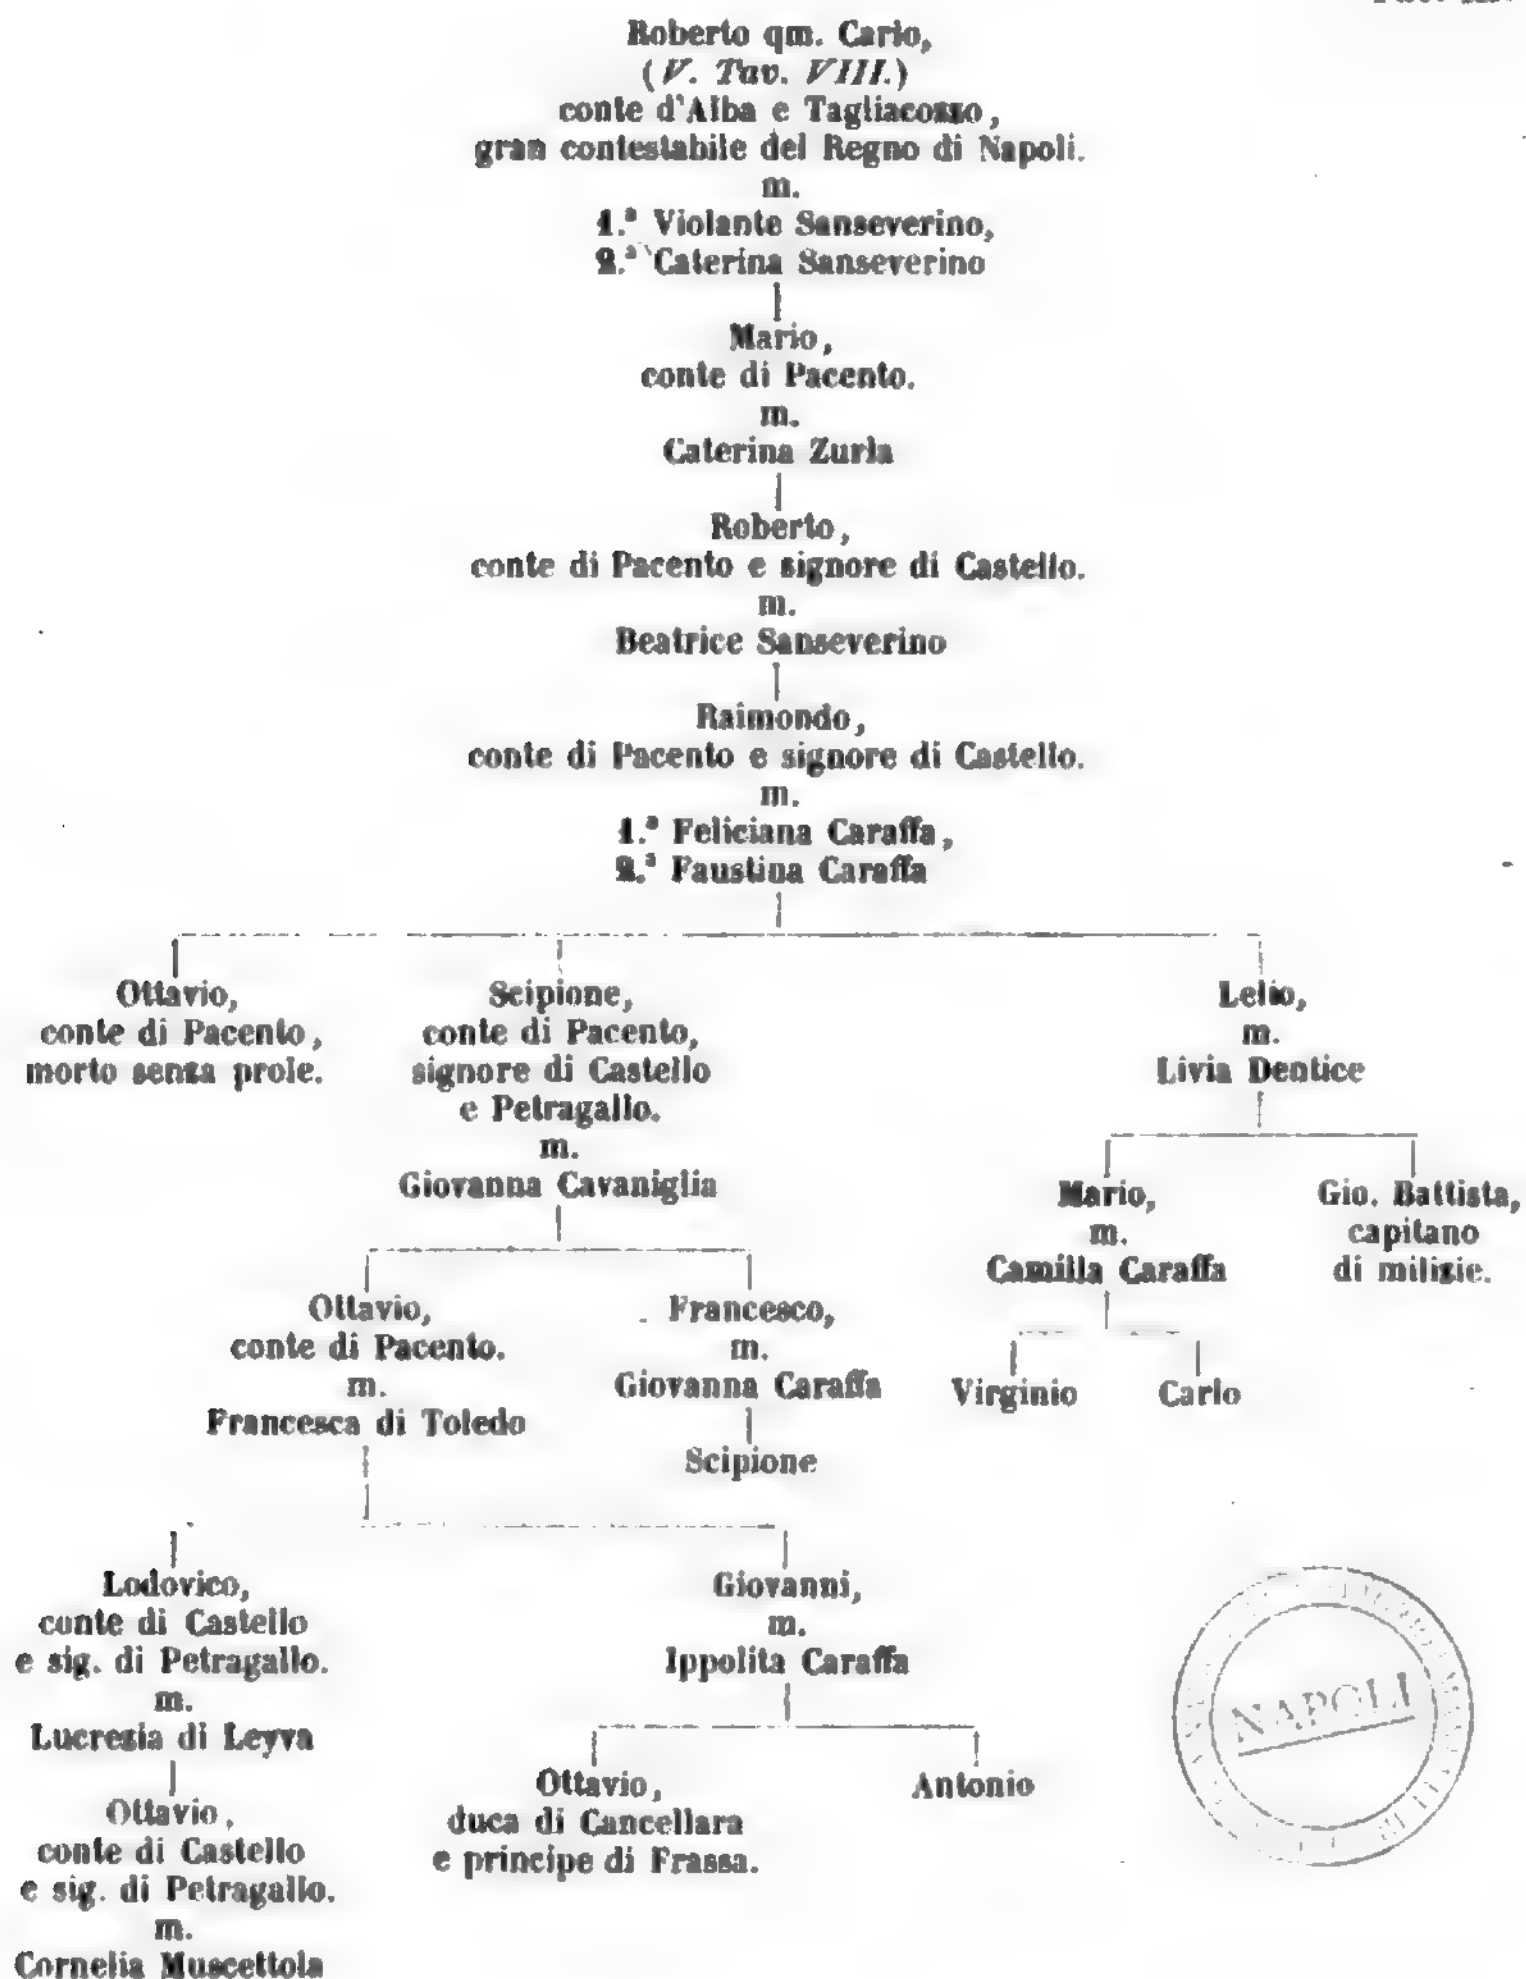 Roberto qm. Carlo,
(V. Tav. VIII.)
conte d'Alba e Tagliacozzo,
gran contestabile del Regno di Napoli.
m.
1.ª Violante Sanseverino,
2.ª Caterina Sanseverino
Mario,
conte di Pacento.
m.
Caterina Zurla
Roberto,
conte di Pacento e signore di Castello.
m.
Beatrice Sanseverino
Raimondo,
conte di Pacento e signore di Castello.
m.
1.ª Feliciana Caraffa,
2.ª Faustina Caraffa
Ottavio,
conte di Pacento,
morto senza prole.
Scipione,
conte di Pacento,
signore di Castello
e Petragallo.
m.
Giovanna Cavaniglia
Lelio,
m.
Livia Dentice
Mario,
m.
Camilla Caraffa
Gio. Battista,
capitano
di milizie.
Ottavio,
conte di Pacento.
m.
Francesca di Toledo
Francesco,
m.
Giovanna Caraffa
Scipione
Virginio
Carlo
Lodovico,
conte di Castello
e sig. di Petragallo.
m.
Lucrezia di Leyva
Giovanni,
m.
Ippolita Caraffa
Ottavio,
conte di Castello
e sig. di Petragallo.
m.
Cornelia Muscettola
Ottavio,
duca di Cancellara
e principe di Frassa.
Antonio
NAPOLI